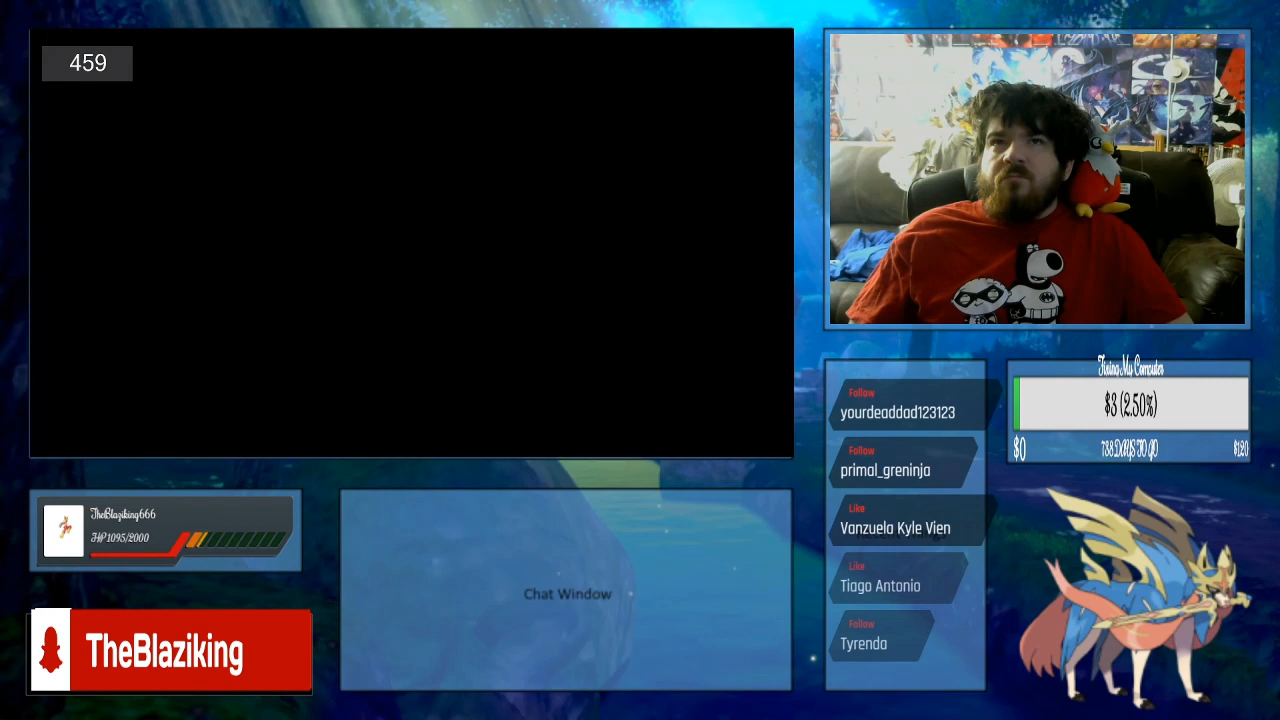 459
Follow
yourdeaddad123123
Follow
primal_greninja
Like
Vanzuela Kyle Vien
Like
Tiago Antonio
Follow
Tyrenda
Fixing My Computer
$3 (2.50%)
$0
$120
TheBlaziking666
HP 1095/2000
Chat Window
TheBlaziking